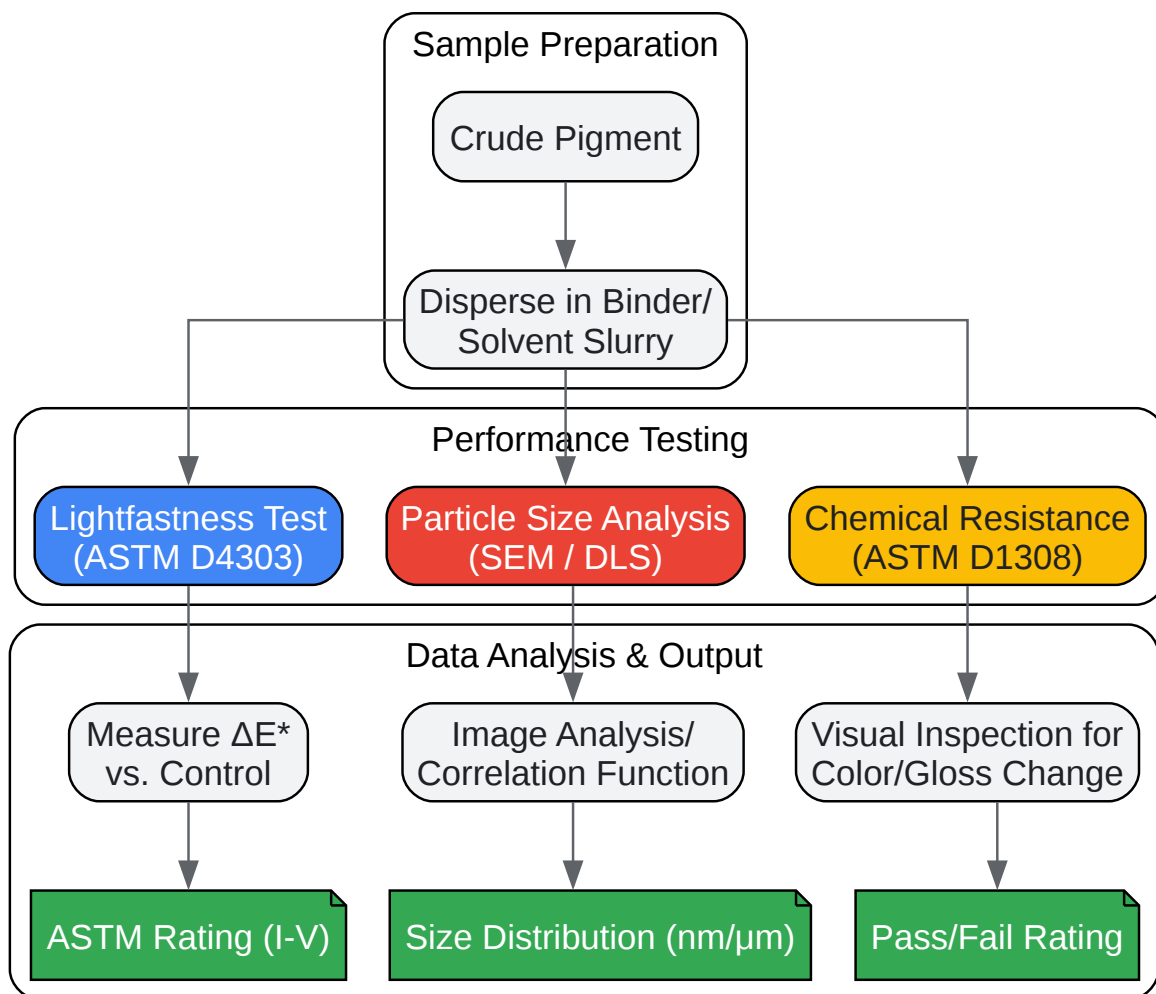 Sample Preparation
Crude Pigment
Disperse in Binder/
Solvent Slurry
Performance Testing
Lightfastness Test
(ASTM D4303)
Particle Size Analysis
(SEM / DLS)
Chemical Resistance
(ASTM D1308)
Data Analysis & Output
Measure ΔE*
vs. Control
Image Analysis/
Correlation Function
Visual Inspection for
Color/Gloss Change
ASTM Rating (I-V)
Size Distribution (nm/μm)
Pass/Fail Rating